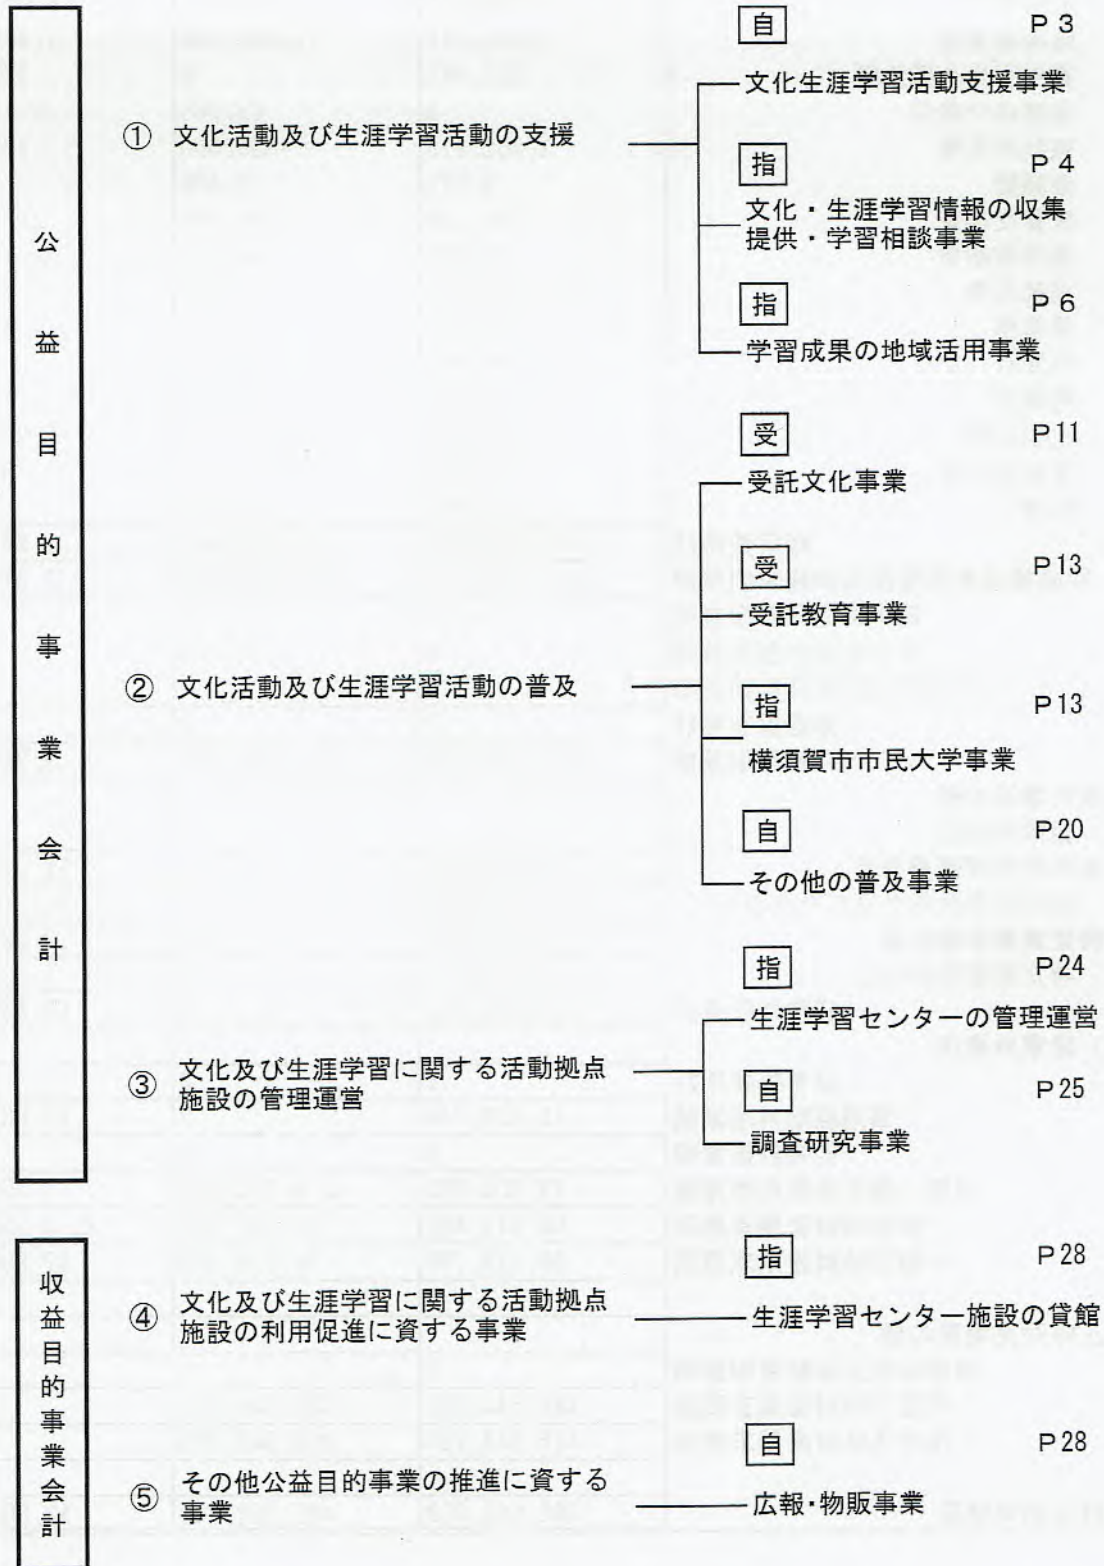 公益目的事業会計
① 文化活動及び生涯学習活動の支援
自 P 3
文化生涯学習活動支援事業
指 P 4
文化・生涯学習情報の収集
提供・学習相談事業
指 P 6
学習成果の地域活用事業
② 文化活動及び生涯学習活動の普及
受 P11
受託文化事業
受 P13
受託教育事業
指 P13
横須賀市市民大学事業
自 P20
その他の普及事業
③ 文化及び生涯学習に関する活動拠点
施設の管理運営
指 P24
生涯学習センターの管理運営
自 P25
調査研究事業
収益目的事業会計
④ 文化及び生涯学習に関する活動拠点
施設の利用促進に資する事業
指 P28
生涯学習センター施設の貸館
⑤ その他公益目的事業の推進に資する
事業
自 P28
広報・物販事業